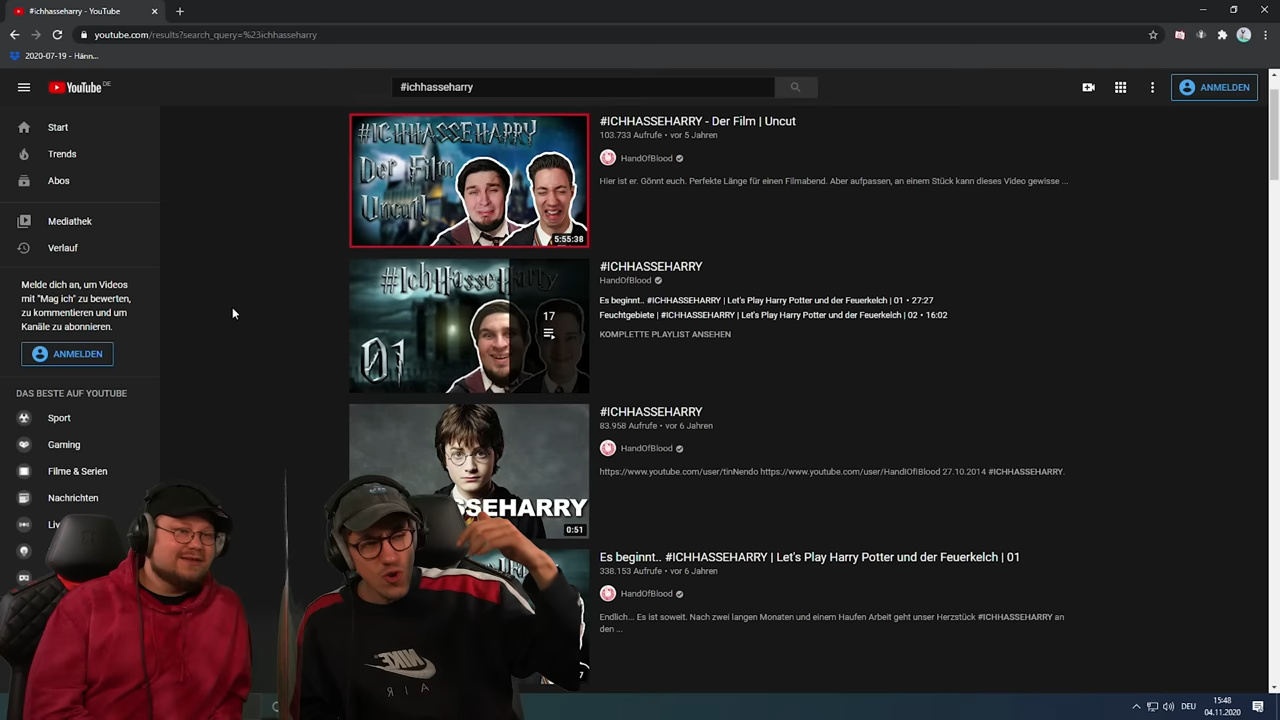 #ichhasseharry - YouTube
youtube.com/results?search_query=%23ichhasseharry
2020-07-19 - Hänn...
YouTube DE
#ichhasseharry
ANMELDEN
Start
Trends
Abos
Mediathek
Verlauf
Melde dich an, um Videos
mit "Mag ich" zu bewerten,
zu kommentieren und um
Kanäle zu abonnieren.
ANMELDEN
DAS BESTE AUF YOUTUBE
Sport
Gaming
Filme & Serien
Nachrichten
#ICHHASSEHARRY
Der Film
Uncut!
5:55:38
#ICHHASSEHARRY - Der Film | Uncut
103.733 Aufrufe • vor 5 Jahren
HandOfBlood
Hier ist er. Gönnt euch. Perfekte Länge für einen Filmabend. Aber aufpassen, an einem Stück kann dieses Video gewisse ...
#IchHasseHarry
01
17
#ICHHASSEHARRY
HandOfBlood
Es beginnt.. #ICHHASSEHARRY | Let's Play Harry Potter und der Feuerkelch | 01 • 27:27
Feuchtgebiete | #ICHHASSEHARRY | Let's Play Harry Potter und der Feuerkelch | 02 • 16:02
KOMPLETTE PLAYLIST ANSEHEN
SEHARRY
0:51
#ICHHASSEHARRY
83.958 Aufrufe • vor 6 Jahren
HandOfBlood
https://www.youtube.com/user/tinNendo https://www.youtube.com/user/HandIOfIBlood 27.10.2014 #ICHHASSEHARRY.
Es beginnt.. #ICHHASSEHARRY | Let's Play Harry Potter und der Feuerkelch | 01
338.153 Aufrufe • vor 6 Jahren
HandOfBlood
Endlich... Es ist soweit. Nach zwei langen Monaten und einem Haufen Arbeit geht unser Herzstück #ICHHASSEHARRY an
den ...
NIKE
AIR
DEU
15:48
04.11.2020